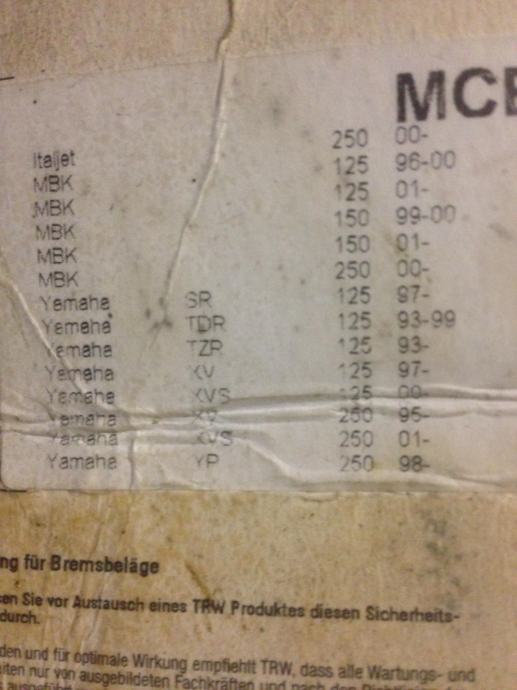 MCB
Italjet 250 00-
MBK 125 96-00
MBK 125 01-
MBK 150 99-00
MBK 150 01-
MBK 250 00-
Yamaha SR 125 97-
Yamaha TDR 125 93-99
Yamaha TZR 125 93-
Yamaha XV 125 97-
Yamaha XVS 125 00-
Yamaha XV 250 95-
Yamaha XVS 250 01-
Yamaha YP 250 98-
ng für Bremsbeläge
sen Sie vor Austausch eines TRW Produktes diesen Sicherheits-
durch.
den und für optimale Wirkung empfiehlt TRW, dass alle Wartungs- und
iten nur von ausgebildeten Fachkräften und nach den